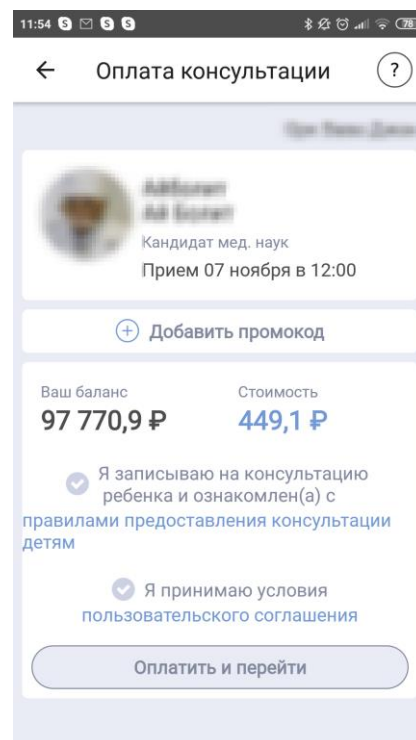 11:54
78
Оплата консультации
?
Кандидат мед. наук
Прием 07 ноября в 12:00
Добавить промокод
Ваш баланс
Стоимость
97 770,9 ₽
449,1 ₽
Я записываю на консультацию
ребенка и ознакомлен(а) с
правилами предоставления консультации
детям
Я принимаю условия
пользовательского соглашения
Оплатить и перейти